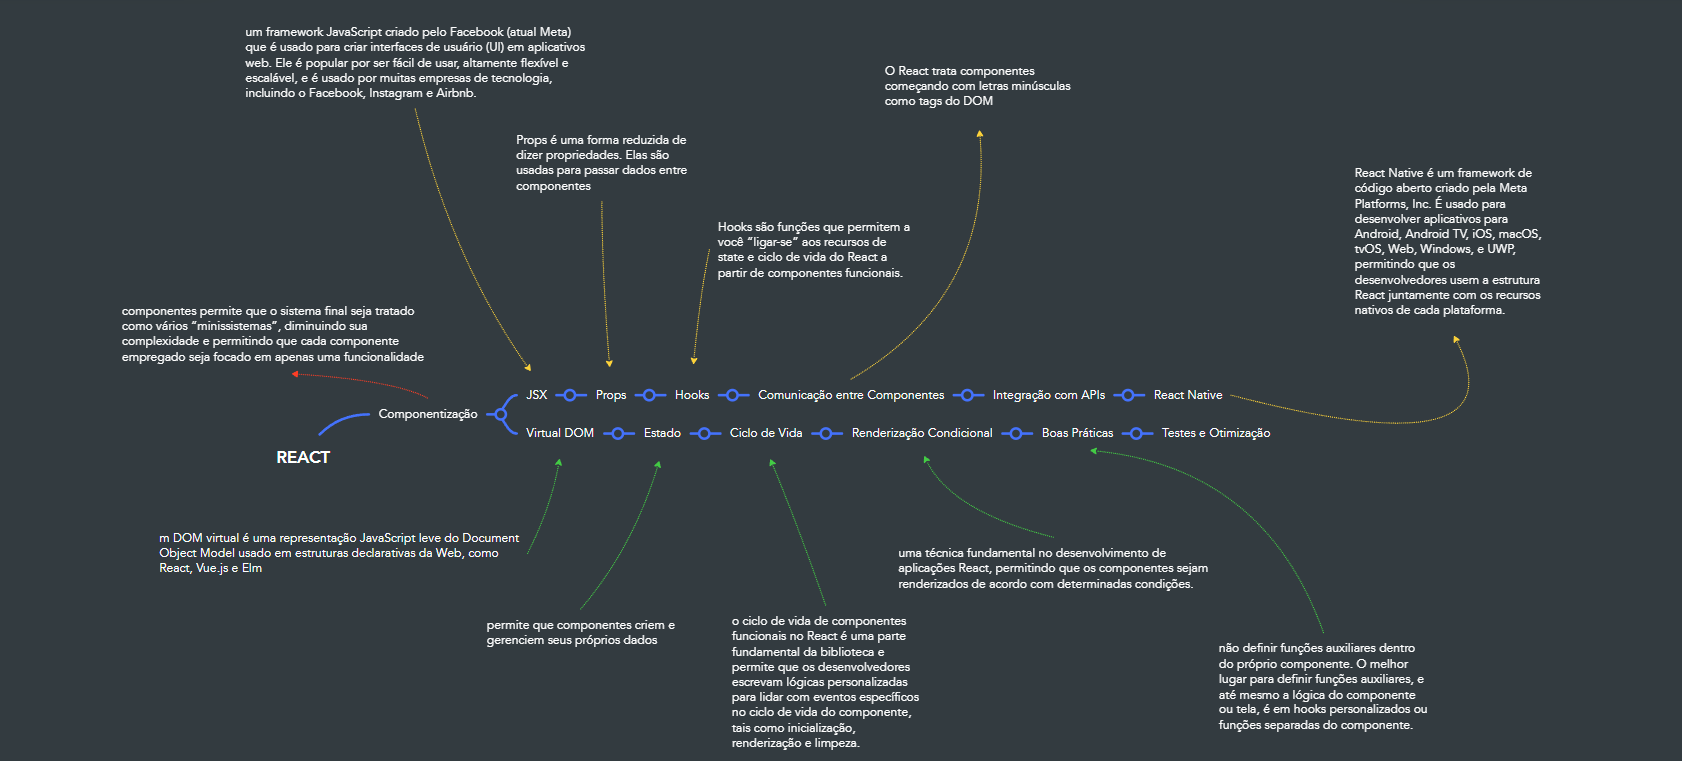 um framework JavaScript criado pelo Facebook (atual Meta)
que é usado para criar interfaces de usuário (UI) em aplicativos
web. Ele é popular por ser fácil de usar, altamente flexível e
escalável, e é usado por muitas empresas de tecnologia,
incluindo o Facebook, Instagram e Airbnb.
O React trata componentes
começando com letras minúsculas
como tags do DOM
Props é uma forma reduzida de
dizer propriedades. Elas são
usadas para passar dados entre
componentes
React Native é um framework de
código aberto criado pela Meta
Platforms, Inc. É usado para
desenvolver aplicativos para
Android, Android TV, iOS, macOS,
tvOS, Web, Windows, e UWP,
permitindo que os
desenvolvedores usem a estrutura
React juntamente com os recursos
nativos de cada plataforma.
Hooks são funções que permitem a
você “ligar-se” aos recursos de
state e ciclo de vida do React a
partir de componentes funcionais.
componentes permite que o sistema final seja tratado
como vários “minissistemas”, diminuindo sua
complexidade e permitindo que cada componente
empregado seja focado em apenas uma funcionalidade
JSX Props Hooks Comunicação entre Componentes Integração com APIs React Native
Componentização
Virtual DOM Estado Ciclo de Vida Renderização Condicional Boas Práticas Testes e Otimização
REACT
m DOM virtual é uma representação JavaScript leve do Document
Object Model usado em estruturas declarativas da Web, como
React, Vue.js e Elm
uma técnica fundamental no desenvolvimento de
aplicações React, permitindo que os componentes sejam
renderizados de acordo com determinadas condições.
permite que componentes criem e
gerenciem seus próprios dados
o ciclo de vida de componentes
funcionais no React é uma parte
fundamental da biblioteca e
permite que os desenvolvedores
escrevam lógicas personalizadas
para lidar com eventos específicos
no ciclo de vida do componente,
tais como inicialização,
renderização e limpeza.
não definir funções auxiliares dentro
do próprio componente. O melhor
lugar para definir funções auxiliares, e
até mesmo a lógica do componente
ou tela, é em hooks personalizados ou
funções separadas do componente.